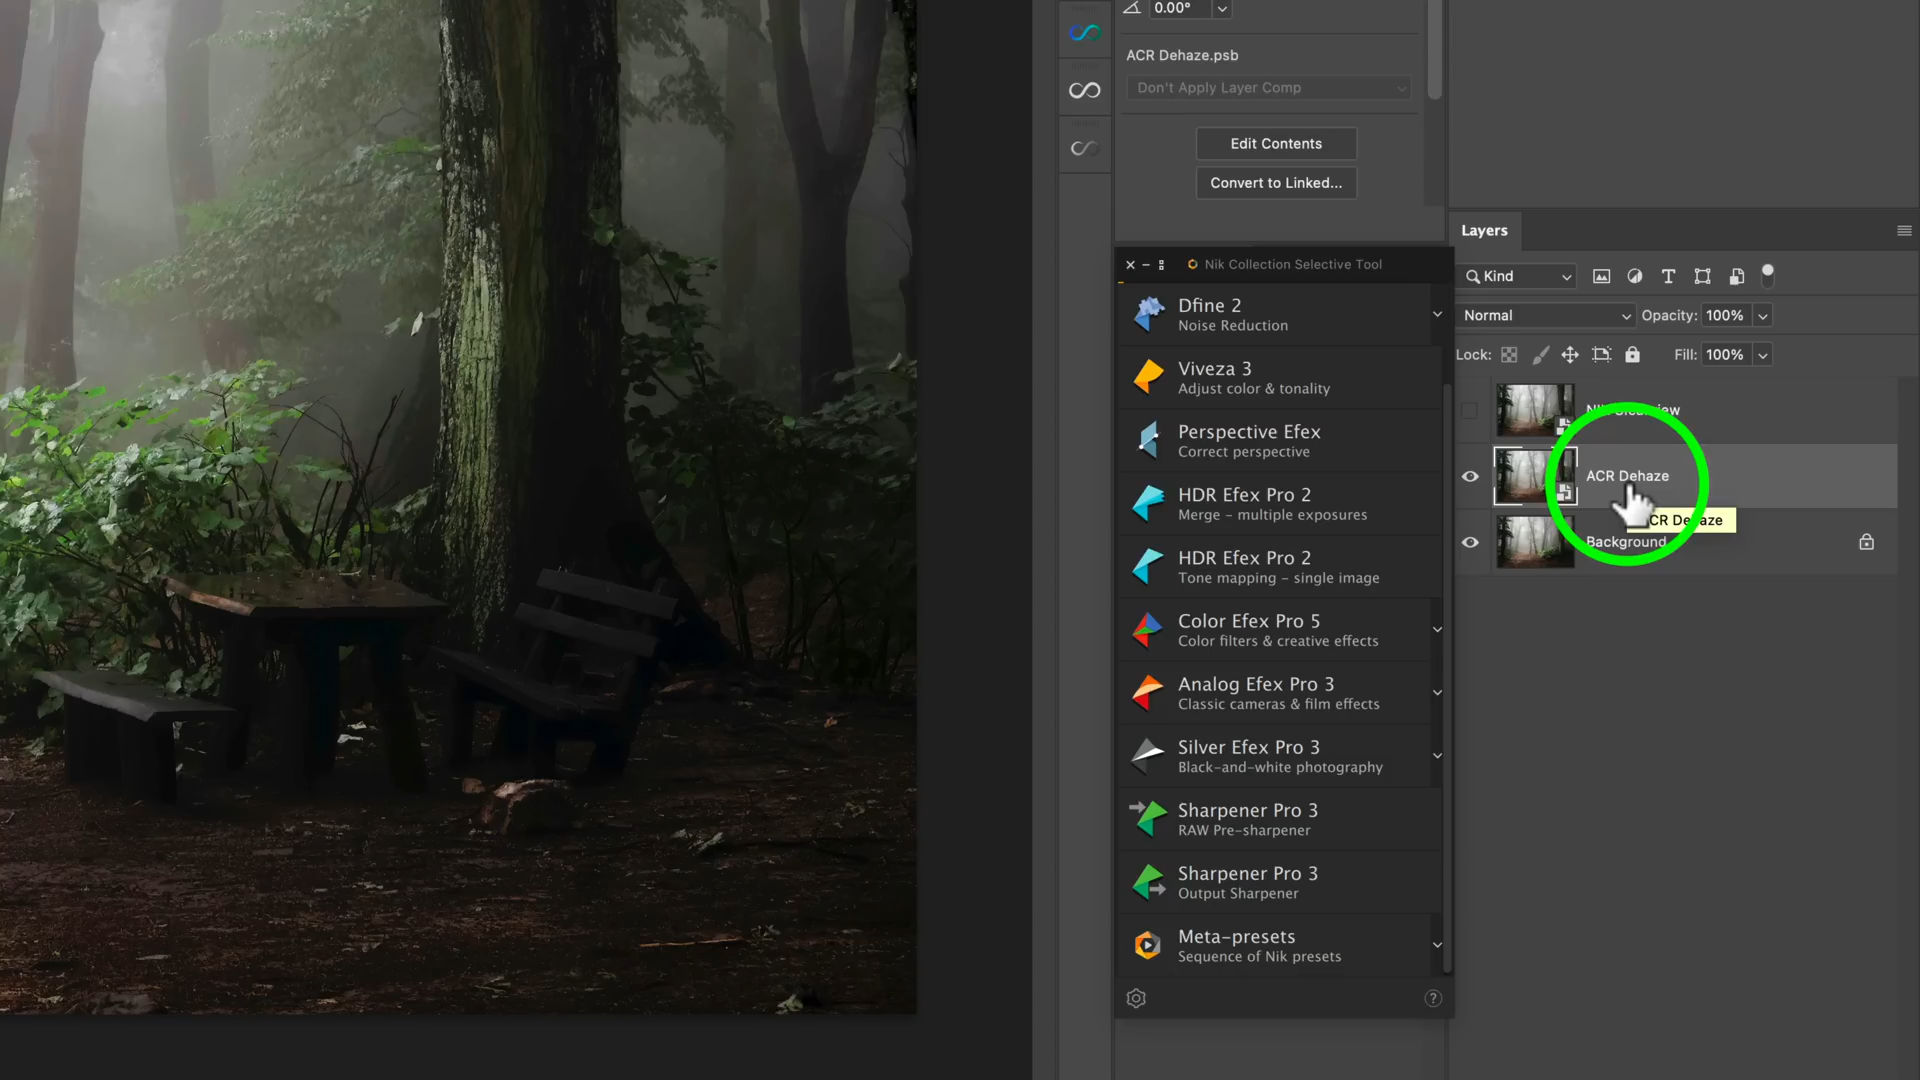 0.00°
ACR Dehaze.psb
Don't Apply Layer Comp
Edit Contents
Convert to Linked...
Layers
Kind
Normal
Opacity: 100%
Lock:
Fill: 100%
ACR Dehaze
Dehaze
Background
Nik Collection Selective Tool
Dfine 2
Noise Reduction
Viveza 3
Adjust color & tonality
Perspective Efex
Correct perspective
HDR Efex Pro 2
Merge – multiple exposures
HDR Efex Pro 2
Tone mapping – single image
Color Efex Pro 5
Color filters & creative effects
Analog Efex Pro 3
Classic cameras & film effects
Silver Efex Pro 3
Black-and-white photography
Sharpener Pro 3
RAW Pre-sharpener
Sharpener Pro 3
Output Sharpener
Meta-presets
Sequence of Nik presets
?